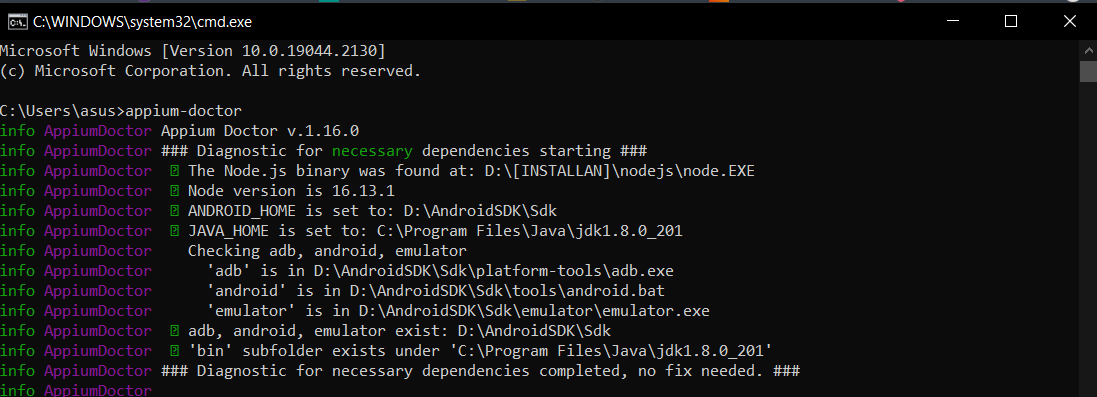 C:\WINDOWS\system32\cmd.exe
Microsoft Windows [Version 10.0.19044.2130]
(c) Microsoft Corporation. All rights reserved.
C:\Users\asus>appium-doctor
info AppiumDoctor Appium Doctor v.1.16.0
info AppiumDoctor ### Diagnostic for necessary dependencies starting ###
info AppiumDoctor  The Node.js binary was found at: D:\[INSTALLAN]\nodejs\node.EXE
info AppiumDoctor  Node version is 16.13.1
info AppiumDoctor  ANDROID_HOME is set to: D:\AndroidSDK\Sdk
info AppiumDoctor  JAVA_HOME is set to: C:\Program Files\Java\jdk1.8.0_201
info AppiumDoctor    Checking adb, android, emulator
info AppiumDoctor      'adb' is in D:\AndroidSDK\Sdk\platform-tools\adb.exe
info AppiumDoctor      'android' is in D:\AndroidSDK\Sdk\tools\android.bat
info AppiumDoctor      'emulator' is in D:\AndroidSDK\Sdk\emulator\emulator.exe
info AppiumDoctor  adb, android, emulator exist: D:\AndroidSDK\Sdk
info AppiumDoctor  'bin' subfolder exists under 'C:\Program Files\Java\jdk1.8.0_201'
info AppiumDoctor ### Diagnostic for necessary dependencies completed, no fix needed. ###
info AppiumDoctor